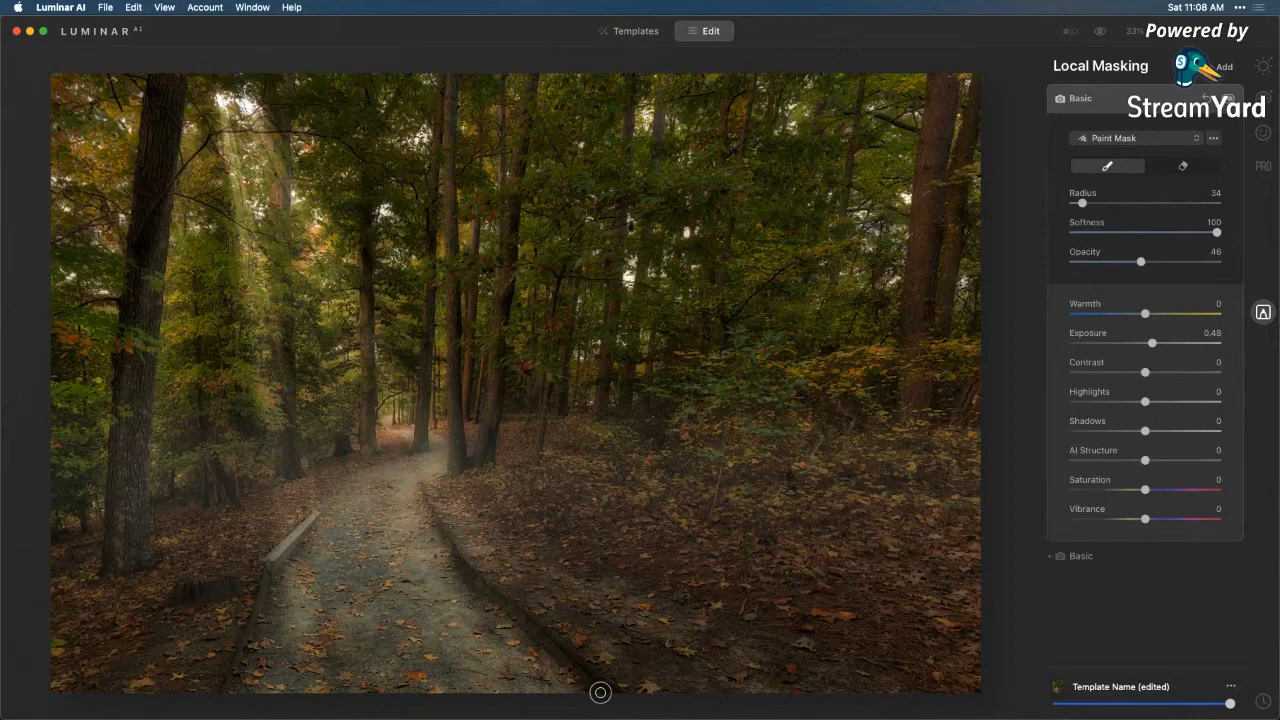 Luminar AI File Edit View Account Window Help Sat 11:08 AM
LUMINAR AI Templates Edit 33%
Powered by
StreamYard
Local Masking Add
Basic
Paint Mask
Radius 34
Softness 100
Opacity 46
Warmth 0
Exposure 0.48
Contrast 0
Highlights 0
Shadows 0
AI Structure 0
Saturation 0
Vibrance 0
Basic
PRO
Template Name (edited)